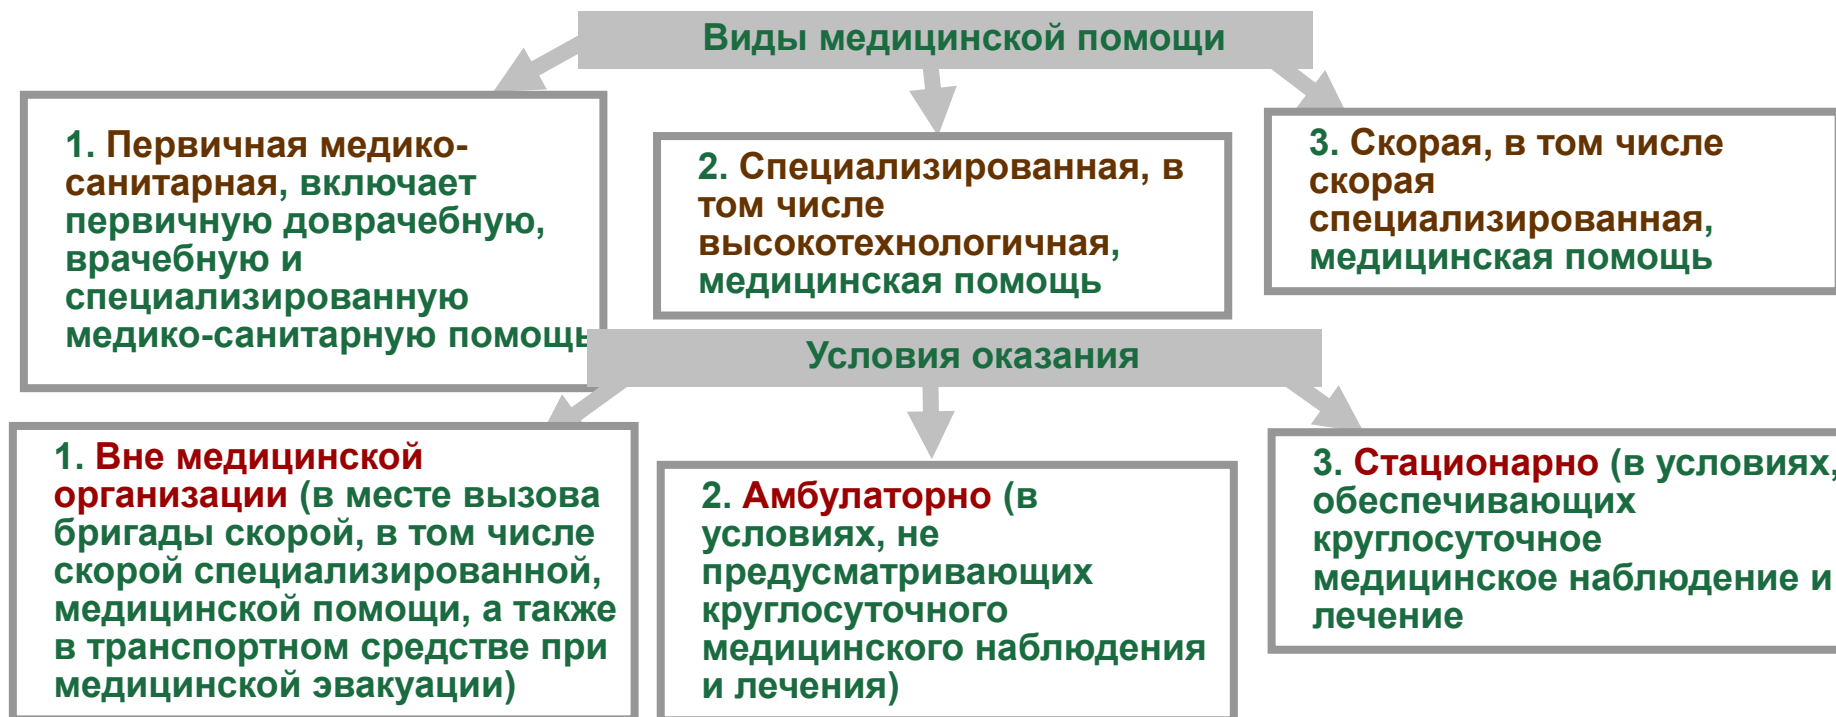 Виды медицинской помощи
1. Первичная медико-
санитарная, включает
первичную доврачебную,
врачебную и
специализированную
медико-санитарную помощь
2. Специализированная, в
том числе
высокотехнологичная,
медицинская помощь
3. Скорая, в том числе
скорая
специализированная,
медицинская помощь
Условия оказания
1. Вне медицинской
организации (в месте вызова
бригады скорой, в том числе
скорой специализированной,
медицинской помощи, а также
в транспортном средстве при
медицинской эвакуации)
2. Амбулаторно (в
условиях, не
предусматривающих
круглосуточного
медицинского наблюдения
и лечения)
3. Стационарно (в условиях,
обеспечивающих
круглосуточное
медицинское наблюдение и
лечение